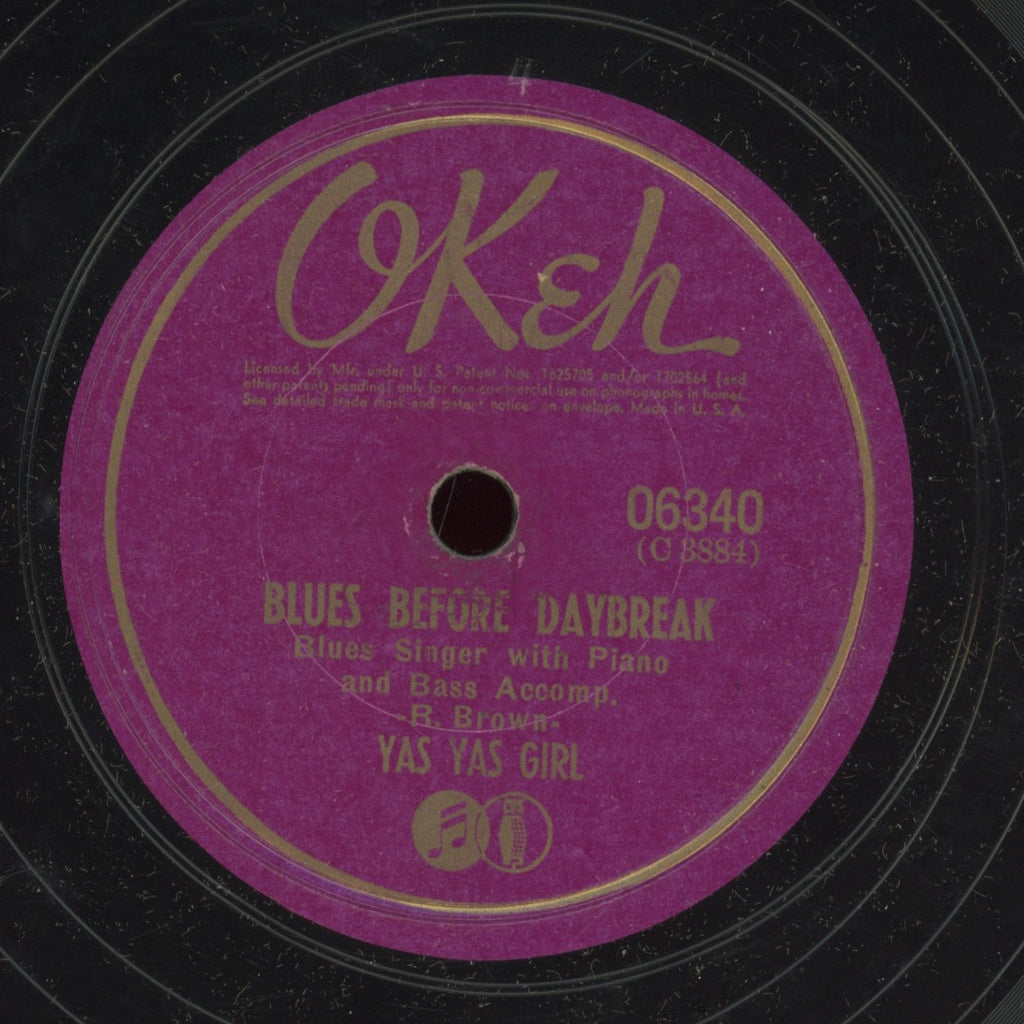 OKeh
Licensed by Mfr. under U. S. Patent Nos. 1625705 and/or 1702564 (and
other patents pending) only for non-commercial use on phonographs in homes.
See detailed trade mark and patent notice on envelope. Made in U. S. A.
06340
(C 3884)
BLUES BEFORE DAYBREAK
Blues Singer with Piano
and Bass Accomp.
-R. Brown-
YAS YAS GIRL
CBS